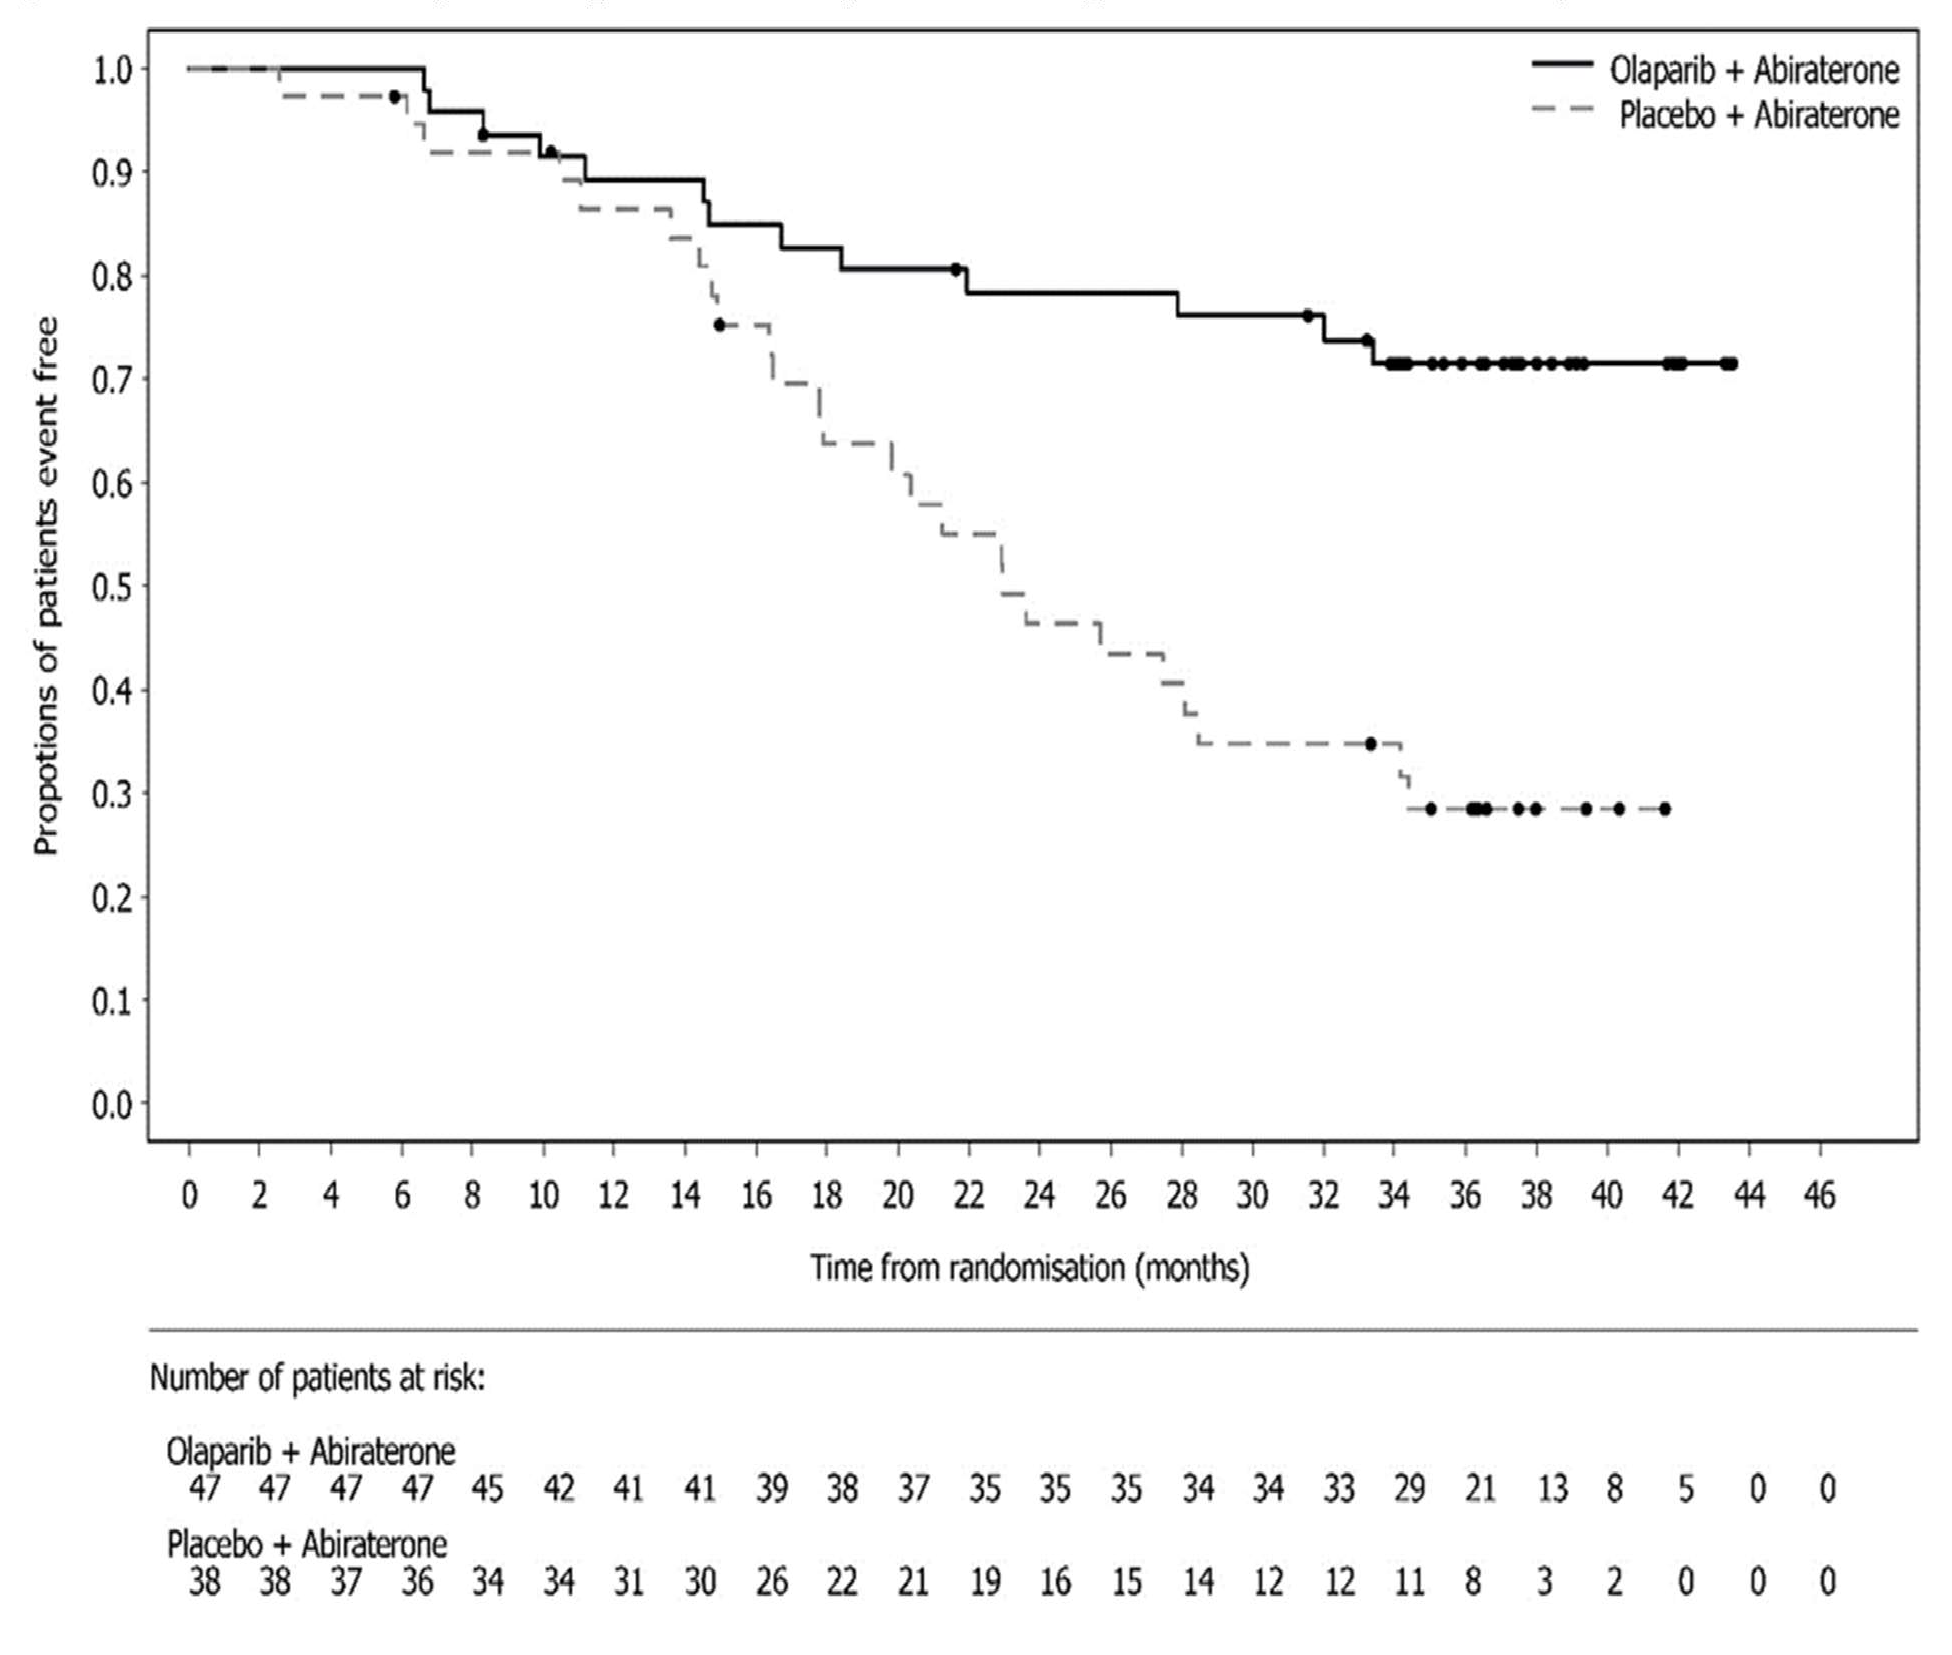 Olaparib + Abiraterone
Placebo + Abiraterone
Propotions of patients event free
1.0
0.9
0.8
0.7
0.6
0.5
0.4
0.3
0.2
0.1
0.0
0 2 4 6 8 10 12 14 16 18 20 22 24 26 28 30 32 34 36 38 40 42 44 46
Time from randomisation (months)
Number of patients at risk:
Olaparib + Abiraterone
47 47 47 47 45 42 41 41 39 38 37 35 35 35 34 34 33 29 21 13 8 5 0 0
Placebo + Abiraterone
38 38 37 36 34 34 31 30 26 22 21 19 16 15 14 12 12 11 8 3 2 0 0 0